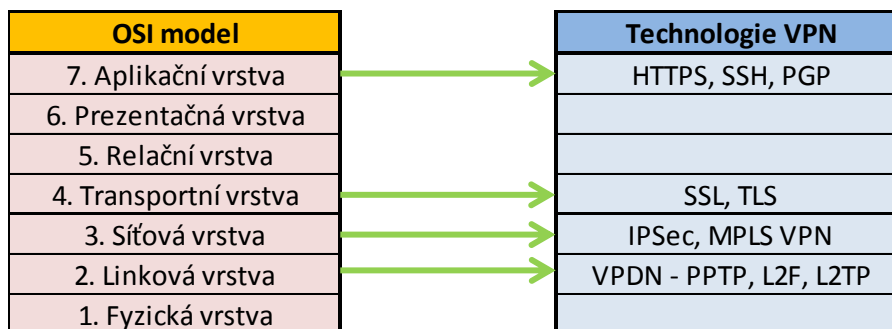 OSI model
7. Aplikační vrstva
6. Prezentačná vrstva
5. Relační vrstva
4. Transportní vrstva
3. Síťová vrstva
2. Linková vrstva
1. Fyzická vrstva
Technologie VPN
HTTPS, SSH, PGP
SSL, TLS
IPSec, MPLS VPN
VPDN - PPTP, L2F, L2TP